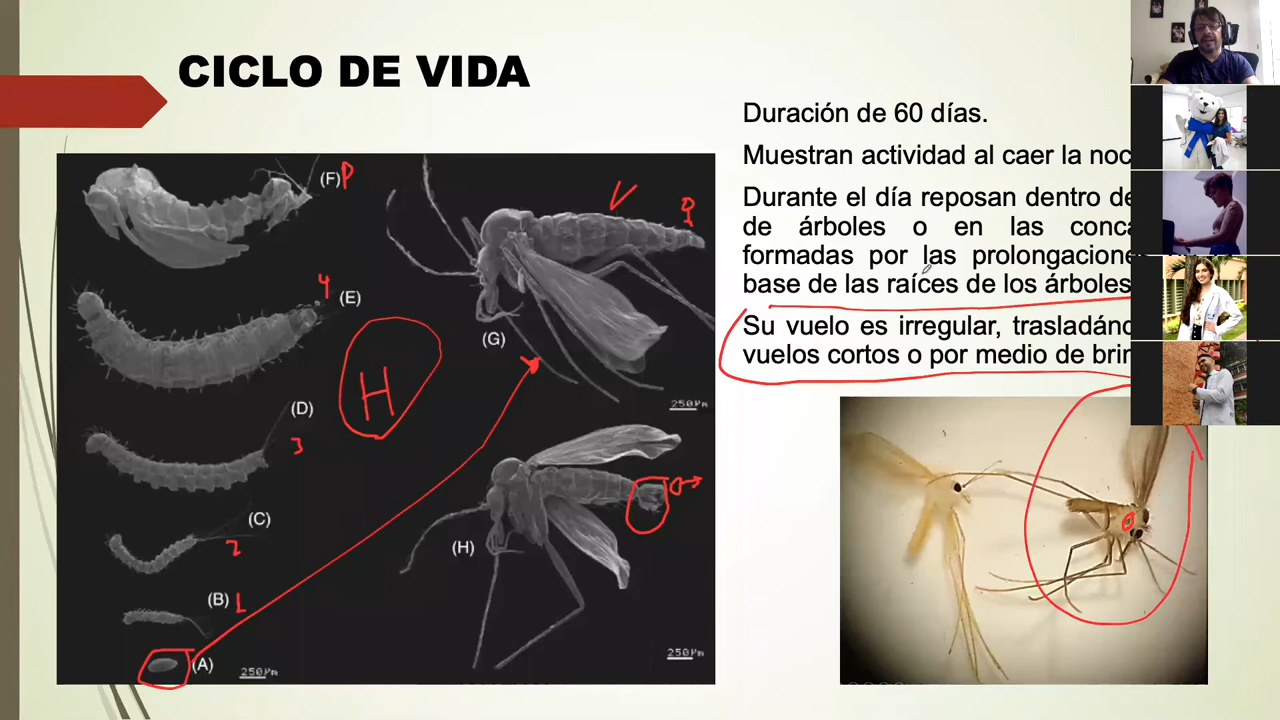 CICLO DE VIDA
Duración de 60 días.
Muestran actividad al caer la noc
Durante el día reposan dentro de
de árboles o en las conca
formadas por las prolongacione
base de las raíces de los árboles
Su vuelo es irregular, trasladánd
vuelos cortos o por medio de brin
(F) P
V
♀
4
(E)
(G)
H
250µm
(D)
3
(C)
2
(H)
(B) 1
(A)
250µm
250µm